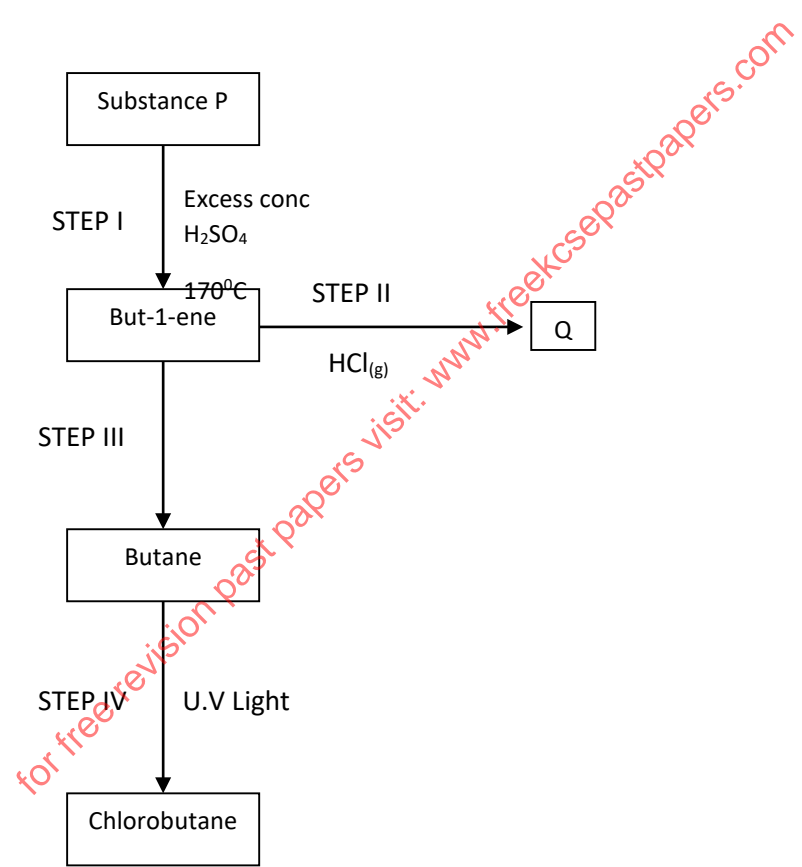 Substance P
STEP I
Excess conc
H₂SO₄
170⁰C
But-1-ene
STEP II
HCl₍g₎
Q
STEP III
Butane
STEP IV
U.V Light
Chlorobutane
for free revision past papers visit: www.freekcsepastpapers.com